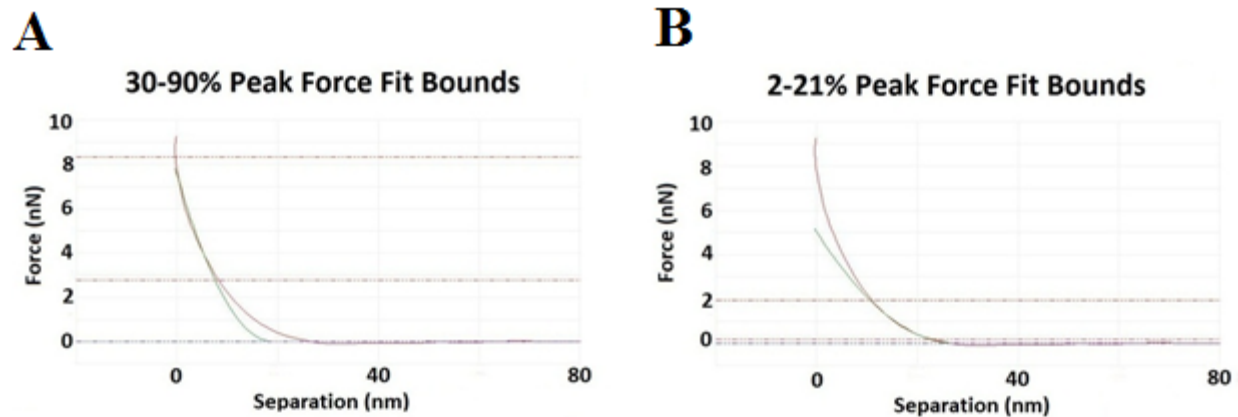 A
30-90% Peak Force Fit Bounds
10
8
6
4
2
0
Force (nN)
0 40 80
Separation (nm)
B
2-21% Peak Force Fit Bounds
10
8
6
4
2
0
Force (nN)
0 40 80
Separation (nm)